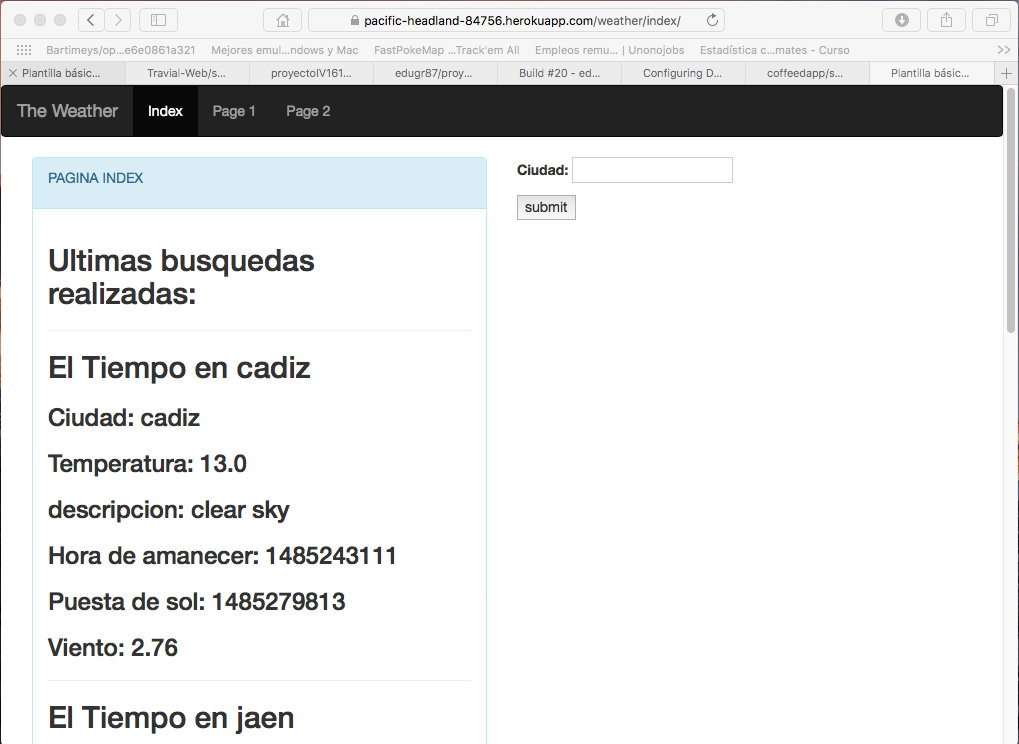 pacific-headland-84756.herokuapp.com/weather/index/
Bartimeys/op...e6e0861a321 Mejores emul...ndows y Mac FastPokeMap ...Track'em All Empleos remu... | Unonojobs Estadística c...mates - Curso >>
Plantilla básic... Travial-Web/s... proyectoIV161... edugr87/proy... Build #20 - ed... Configuring D... coffeedapp/s... Plantilla básic...
The Weather Index Page 1 Page 2
PAGINA INDEX
Ciudad:
submit
Ultimas busquedas
realizadas:
El Tiempo en cadiz
Ciudad: cadiz
Temperatura: 13.0
descripcion: clear sky
Hora de amanecer: 1485243111
Puesta de sol: 1485279813
Viento: 2.76
El Tiempo en jaen